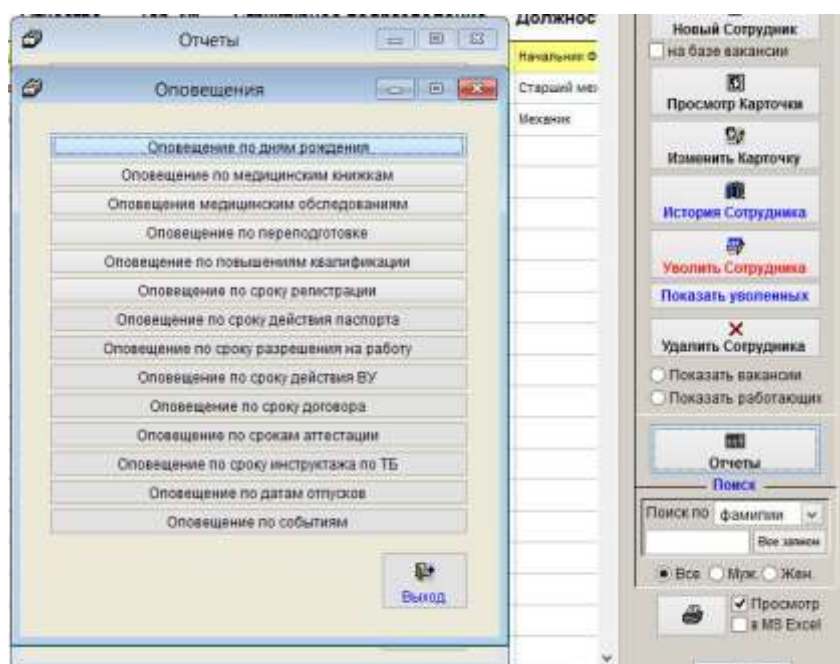 Должнос
Отчеты
Оповещения
Оповещение по дням рождения
Оповещение по медицинским книжкам
Оповещение медицинским обследованиям
Оповещение по переподготовке
Оповещение по повышениям квалификации
Оповещение по сроку регистрации
Оповещение по сроку действия паспорта
Оповещение по сроку разрешения на работу
Оповещение по сроку действия ВУ
Оповещение по сроку договора
Оповещение по срокам аттестации
Оповещение по сроку инструктажа по ТБ
Оповещение по датам отпусков
Оповещение по событиям
Выход
Начальник Ф
Старший мех
Механик
Новый Сотрудник
на базе вакансии
Просмотр Карточки
Изменить Карточку
История Сотрудника
Уволить Сотрудника
Показать уволенных
Удалить Сотрудника
Показать вакансии
Показать работающих
Отчеты
Поиск
Поиск по фамилии
Все записи
Все Муж. Жен.
Просмотр
в MS Excel